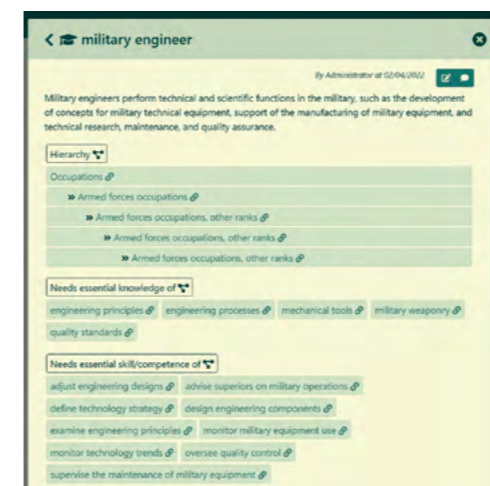 military engineer
By Administrator at 02/04/2022
Military engineers perform technical and scientific functions in the military, such as the development
of concepts for military technical equipment, support of the manufacturing of military equipment, and
technical research, maintenance, and quality assurance.
Hierarchy
Occupations
» Armed forces occupations
» Armed forces occupations, other ranks
» Armed forces occupations, other ranks
» Armed forces occupations, other ranks
Needs essential knowledge of
engineering principles engineering processes mechanical tools military weaponry
quality standards
Needs essential skill/competence of
adjust engineering designs advise superiors on military operations
define technology strategy design engineering components
examine engineering principles monitor military equipment use
monitor technology trends oversee quality control
supervise the maintenance of military equipment